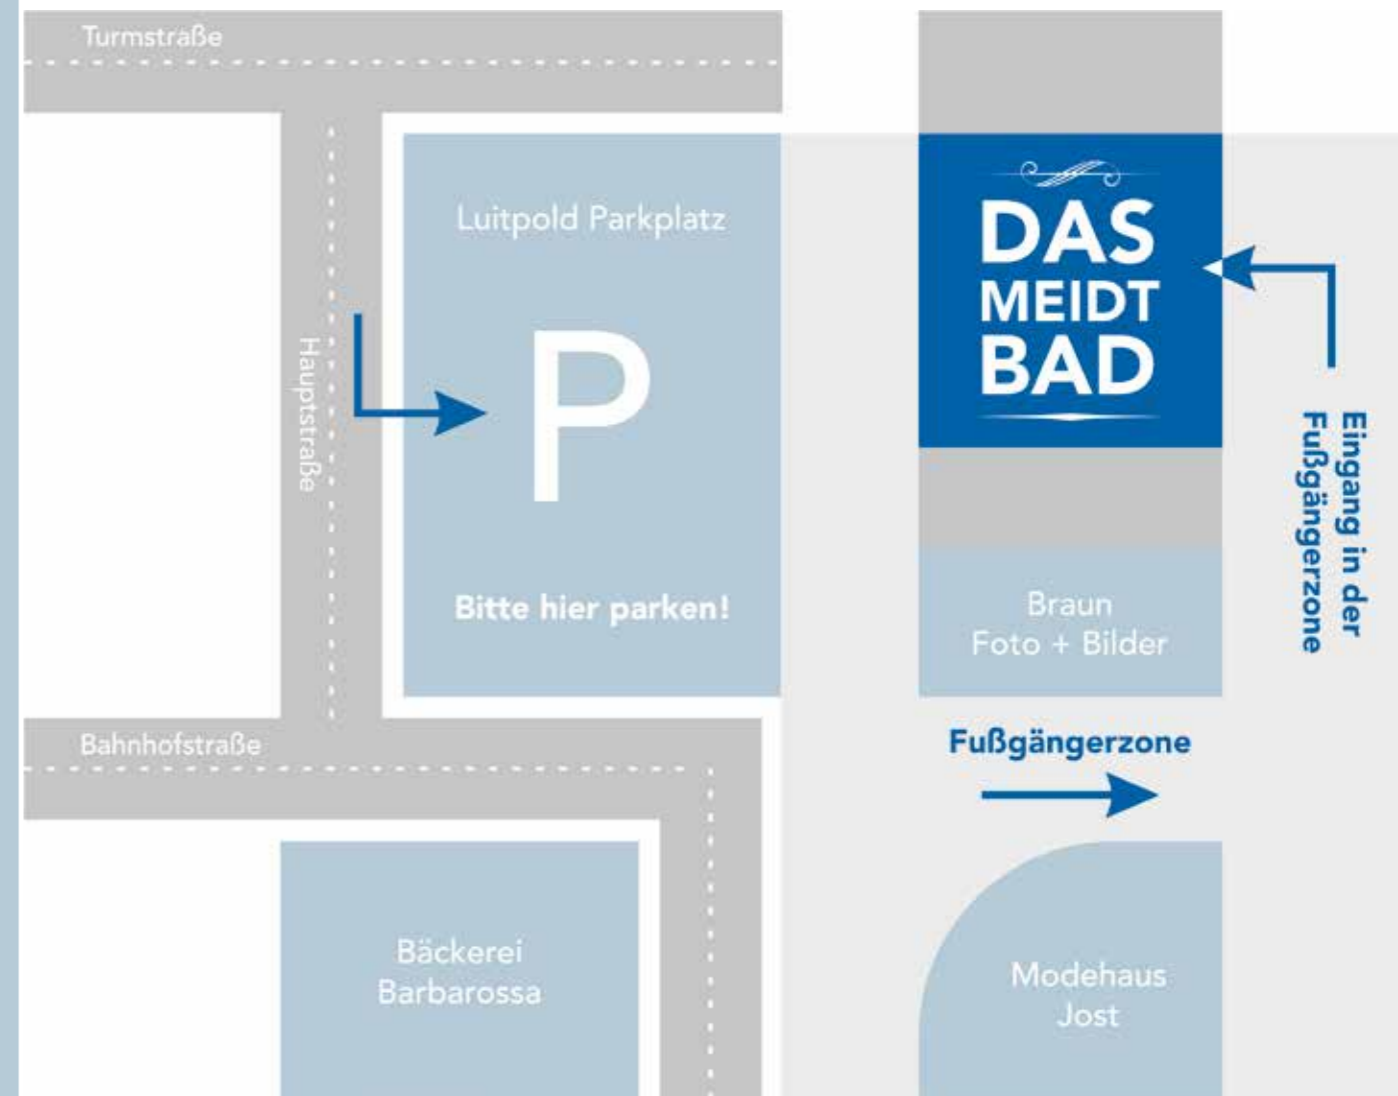 Turmstraße
Luitpold Parkplatz
P
Bitte hier parken!
Hauptstraße
DAS
MEIDT
BAD
Eingang in der
Fußgängerzone
Braun
Foto + Bilder
Bahnhofstraße
Fußgängerzone
Bäckerei
Barbarossa
Modehaus
Jost